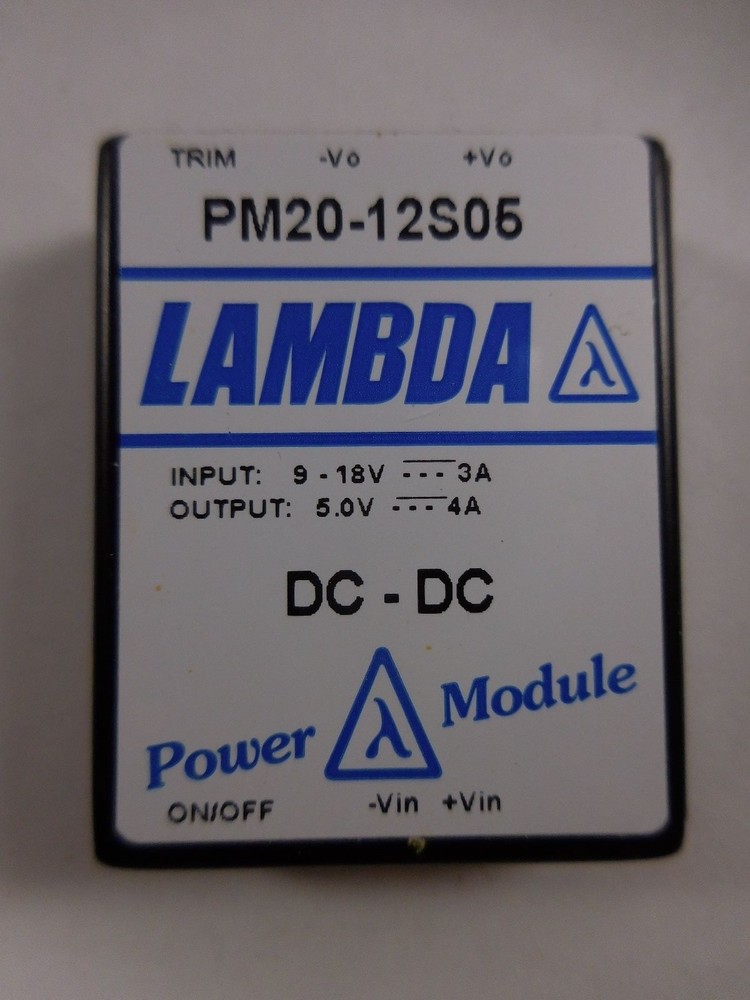 TRIM -Vo +Vo
PM20-12S05
LAMBDA λ
INPUT: 9 - 18V --- 3A
OUTPUT: 5.0V --- 4A
DC - DC
Power λ Module
ON/OFF -Vin +Vin